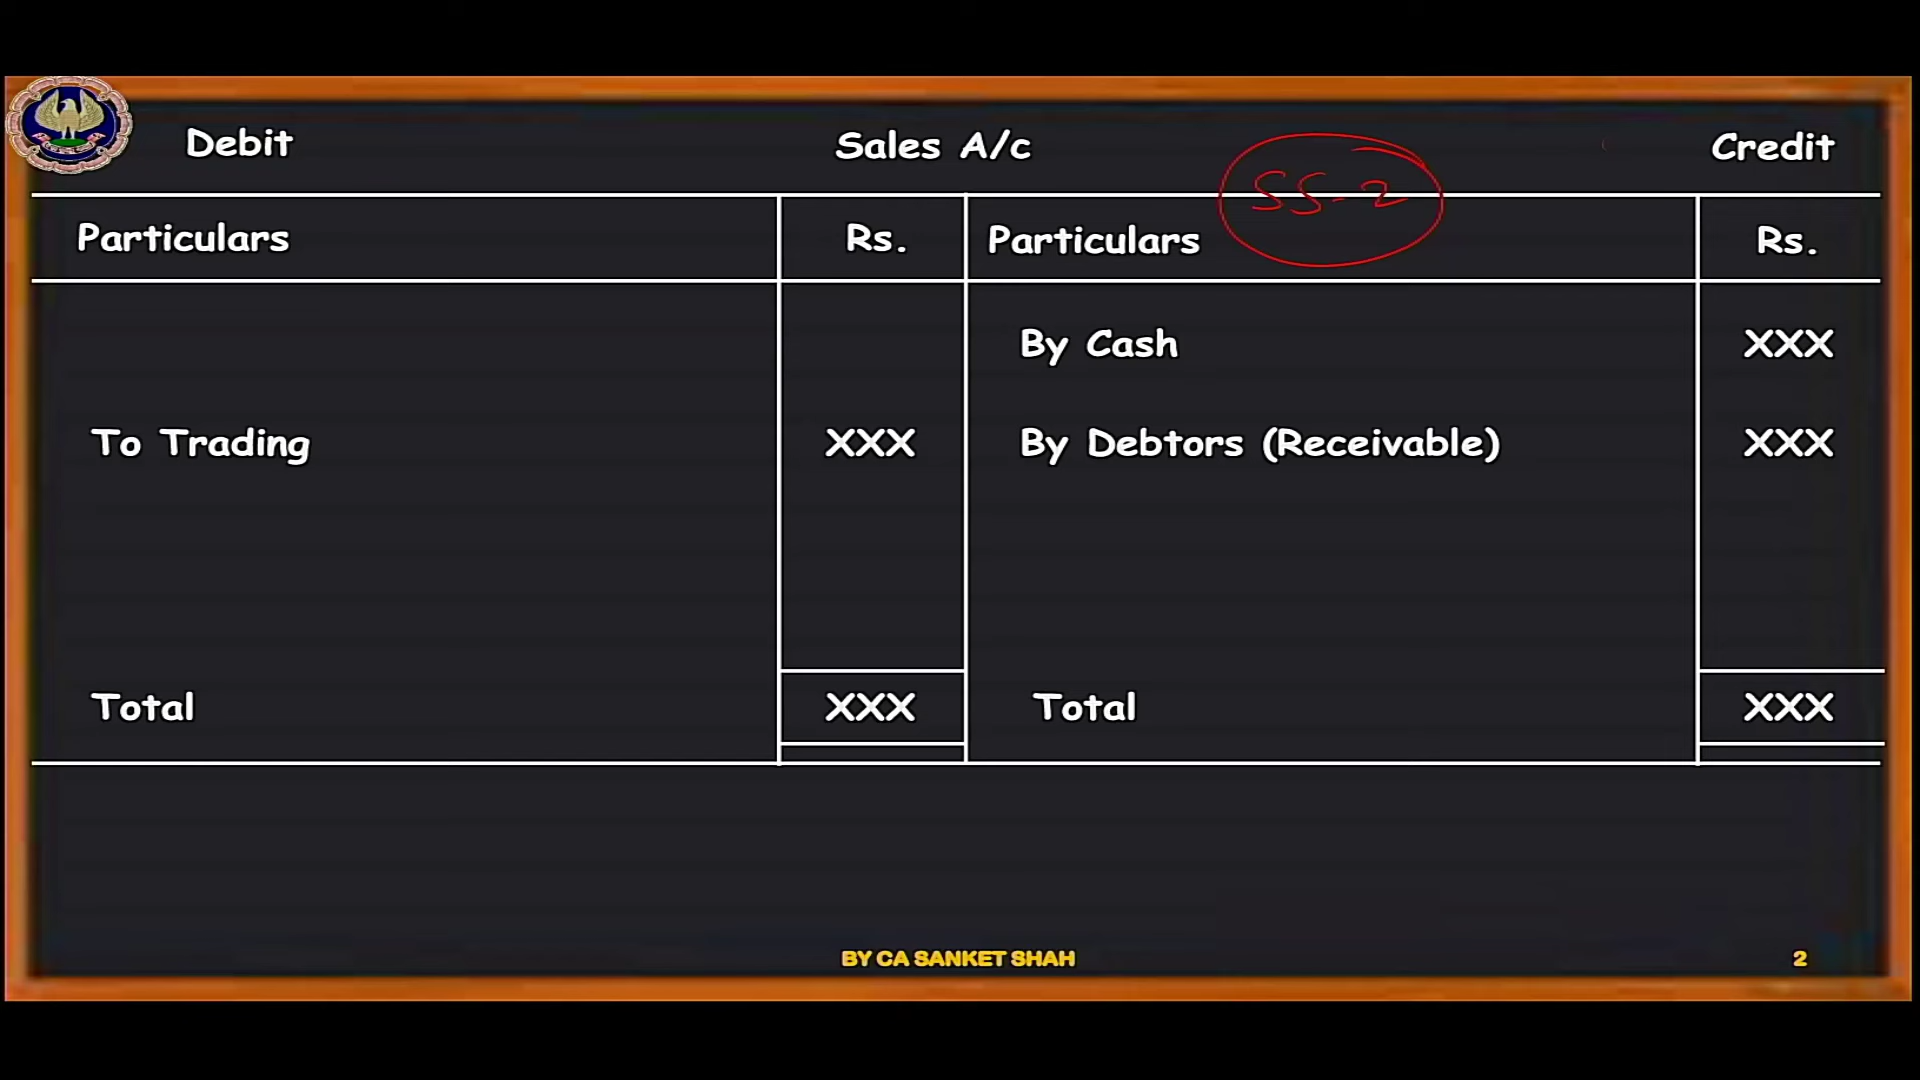 Debit Sales A/c Credit
SS-2
Particulars Rs. Particulars Rs.
By Cash XXX
To Trading XXX By Debtors (Receivable) XXX
Total XXX Total XXX
BY CA SANKET SHAH 2